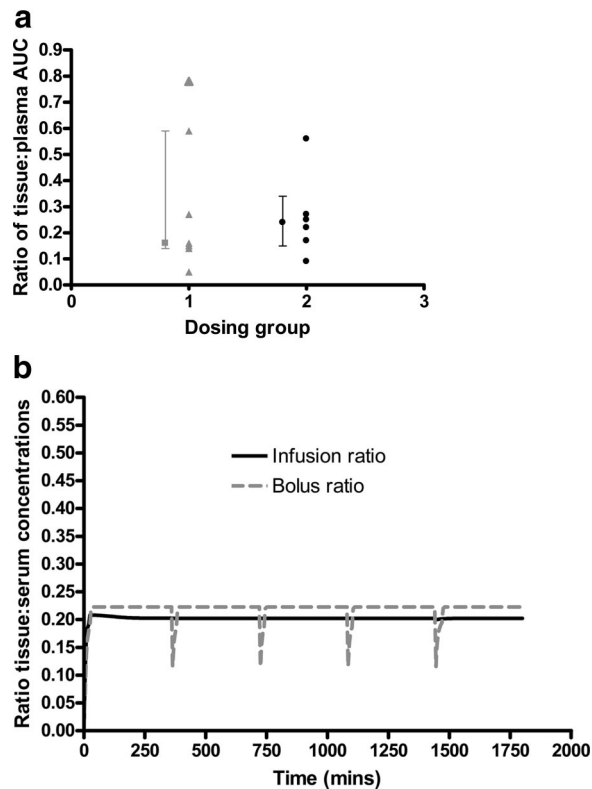 a
Ratio of tissue:plasma AUC
0.9
0.8
0.7
0.6
0.5
0.4
0.3
0.2
0.1
0.0
0 1 2 3
Dosing group
b
Ratio tissue:serum concentrations
0.60
0.55
0.50
0.45
0.40
0.35
0.30
0.25
0.20
0.15
0.10
0.05
0.00
Infusion ratio
Bolus ratio
0 250 500 750 1000 1250 1500 1750 2000
Time (mins)